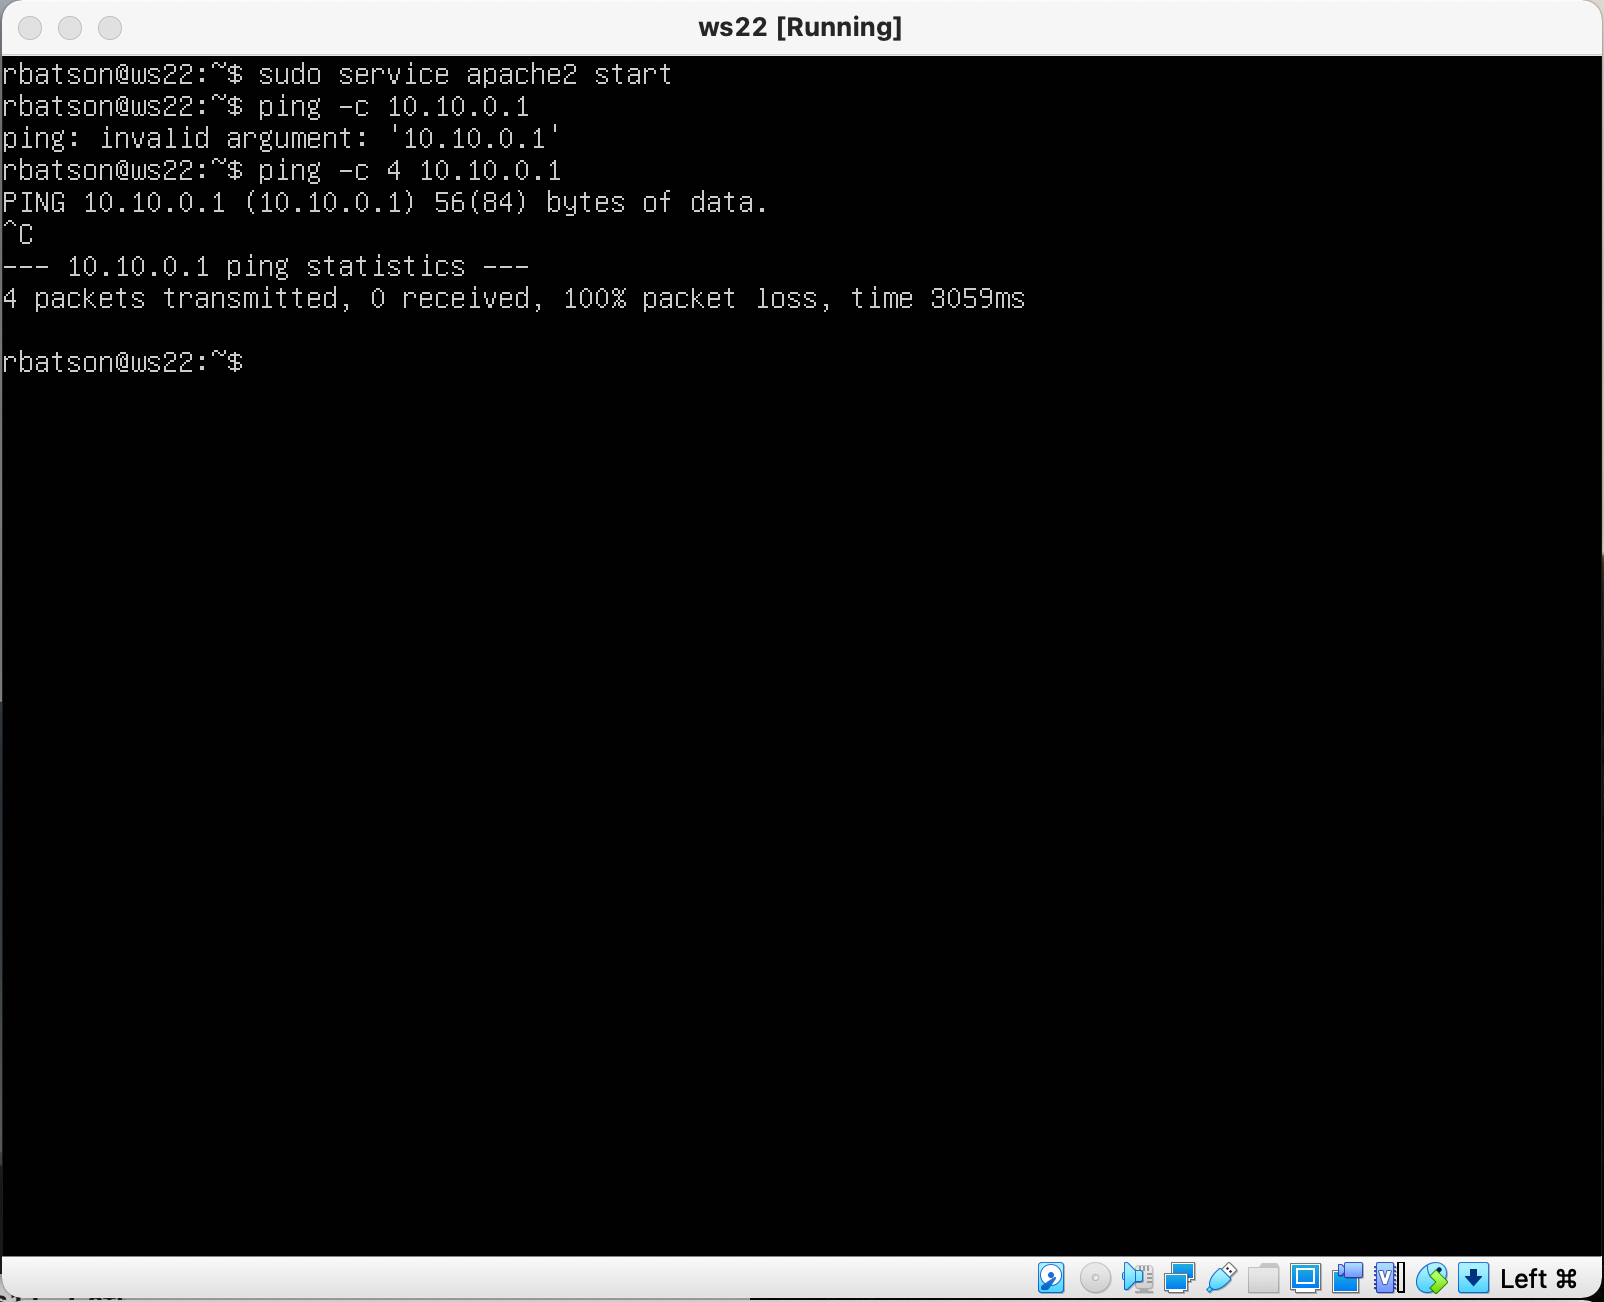 ws22 [Running]
rbatson@ws22:~$ sudo service apache2 start
rbatson@ws22:~$ ping -c 10.10.0.1
ping: invalid argument: '10.10.0.1'
rbatson@ws22:~$ ping -c 4 10.10.0.1
PING 10.10.0.1 (10.10.0.1) 56(84) bytes of data.
^C
--- 10.10.0.1 ping statistics ---
4 packets transmitted, 0 received, 100% packet loss, time 3059ms
rbatson@ws22:~$
Left ⌘